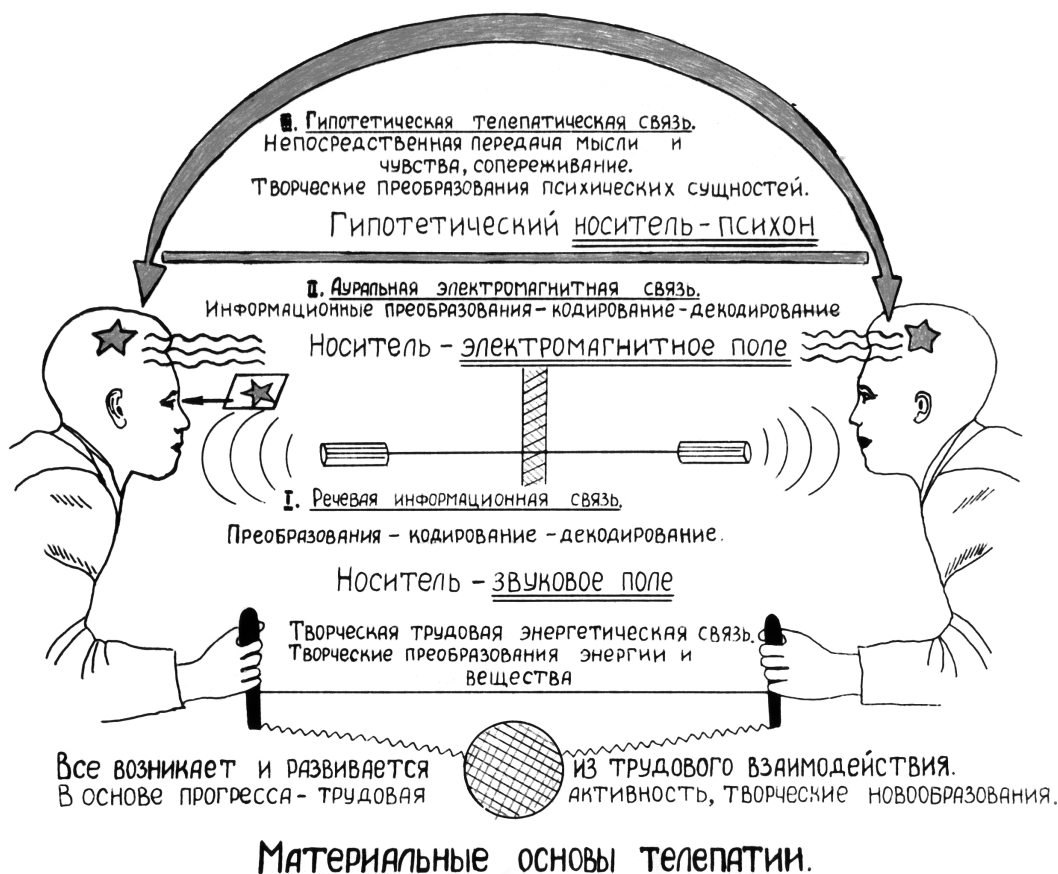 III. Гипотетическая телепатическая связь.
Непосредственная передача мысли и
чувства, сопереживание.
Творческие преобразования психических сущностей.
Гипотетический носитель – психон
II. Ауральная электромагнитная связь.
Информационные преобразования – кодирование – декодирование
Носитель – электромагнитное поле
I. Речевая информационная связь.
Преобразования – кодирование – декодирование.
Носитель – звуковое поле
Творческая трудовая энергетическая связь.
Творческие преобразования энергии и
вещества
Все возникает и развивается из трудового взаимодействия.
В основе прогресса – трудовая активность, творческие новообразования.
Материальные основы телепатии.